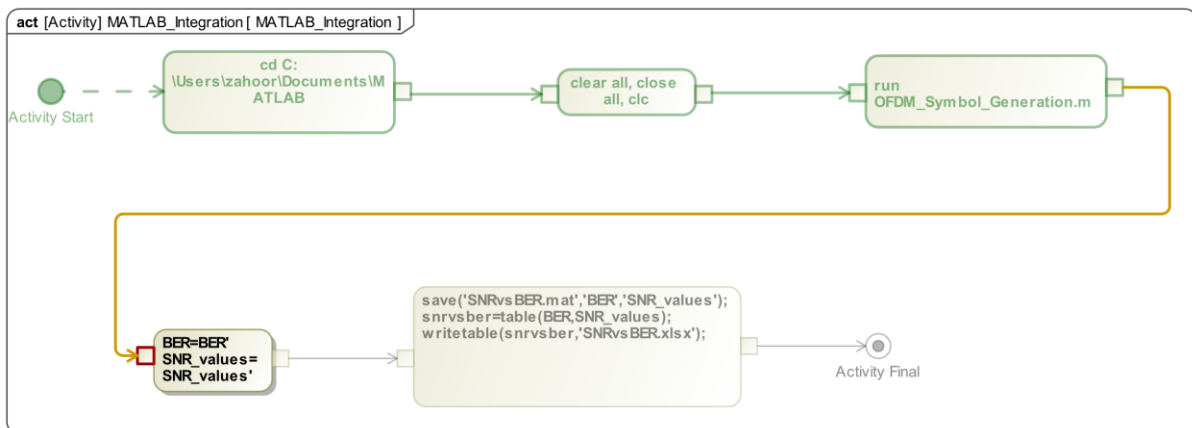 act [Activity] MATLAB_Integration [ MATLAB_Integration ]
Activity Start
cd C:
\Users\zahoor\Documents\M
ATLAB
clear all, close
all, clc
run
OFDM_Symbol_Generation.m
BER=BER'
SNR_values=
SNR_values'
save('SNRvsBER.mat','BER','SNR_values');
snrvsber=table(BER,SNR_values);
writetable(snrvsber,'SNRvsBER.xlsx');
Activity Final